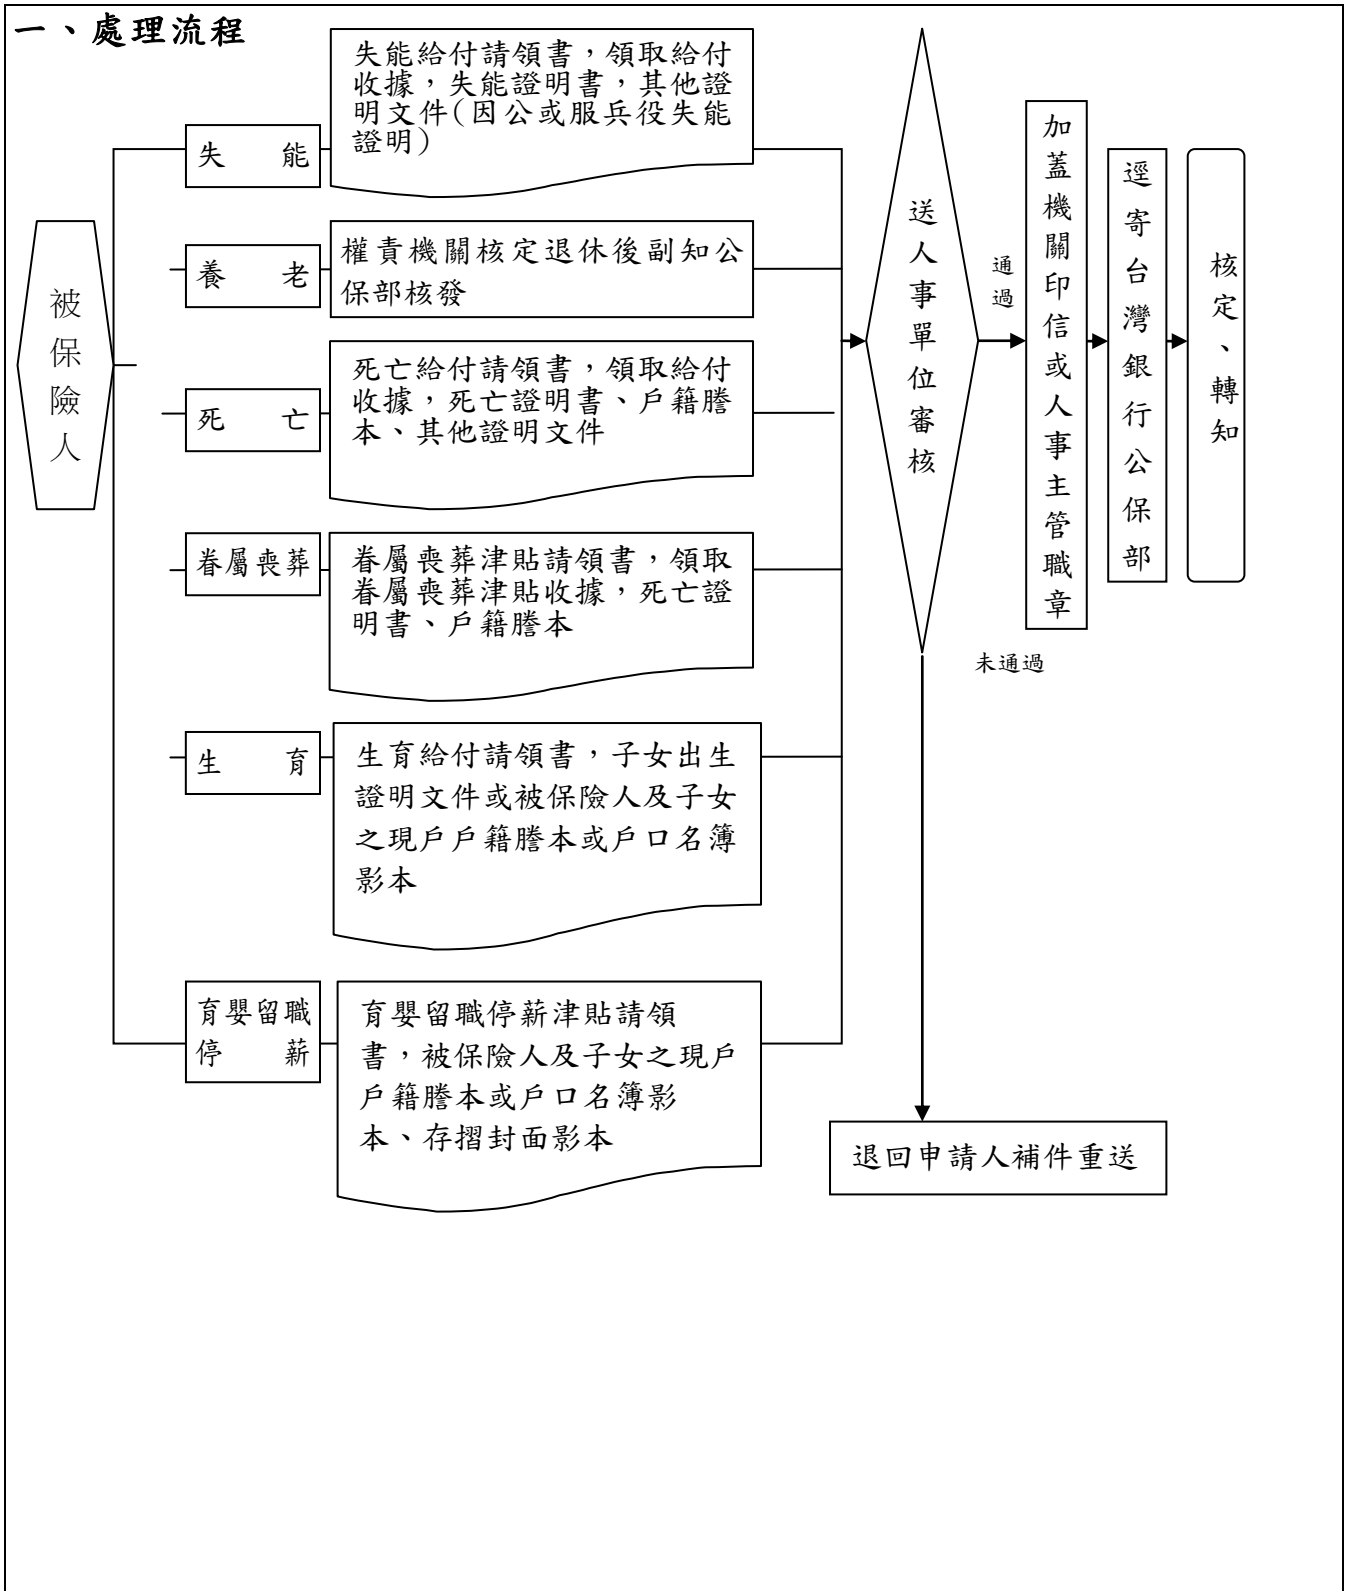 一、處理流程
被保險人
失能
失能給付請領書，領取給付
收據，失能證明書，其他證
明文件(因公或服兵役失能
證明)
養老
權責機關核定退休後副知公
保部核發
死亡
死亡給付請領書，領取給付
收據，死亡證明書、戶籍謄
本、其他證明文件
眷屬喪葬
眷屬喪葬津貼請領書，領取
眷屬喪葬津貼收據，死亡證
明書、戶籍謄本
生育
生育給付請領書，子女出生
證明文件或被保險人及子女
之現戶戶籍謄本或戶口名簿
影本
育嬰留職
停薪
育嬰留職停薪津貼請領
書，被保險人及子女之現戶
戶籍謄本或戶口名簿影
本、存摺封面影本
送人事單位審核
通過
加蓋機關印信或人事主管職章
逕寄台灣銀行公保部
核定、轉知
未通過
退回申請人補件重送